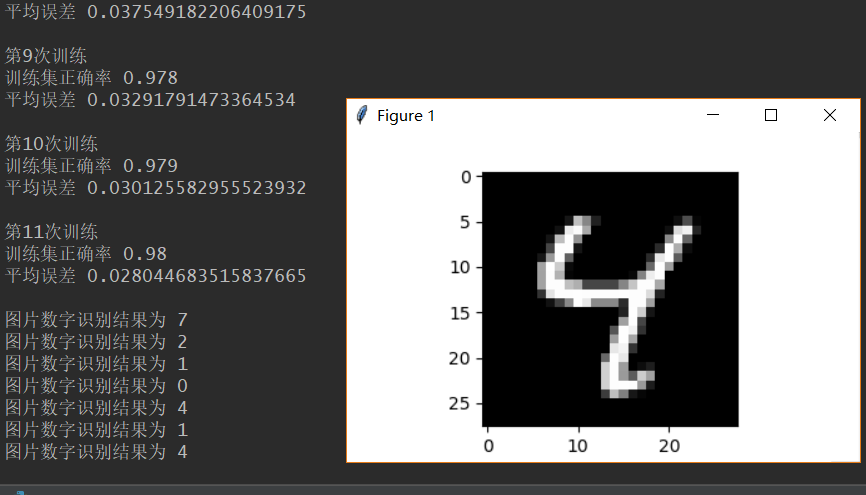 平均误差 0.037549182206409175
第9次训练
训练集正确率 0.978
平均误差 0.03291791473364534
第10次训练
训练集正确率 0.979
平均误差 0.030125582955523932
第11次训练
训练集正确率 0.98
平均误差 0.028044683515837665
图片数字识别结果为 7
图片数字识别结果为 2
图片数字识别结果为 1
图片数字识别结果为 0
图片数字识别结果为 4
图片数字识别结果为 1
图片数字识别结果为 4
Figure 1
0
5
10
15
20
25
0 10 20
4